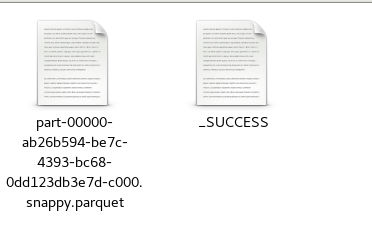 part-00000-
ab26b594-be7c-
4393-bc68-
0dd123db3e7d-c000.
snappy.parquet
_SUCCESS